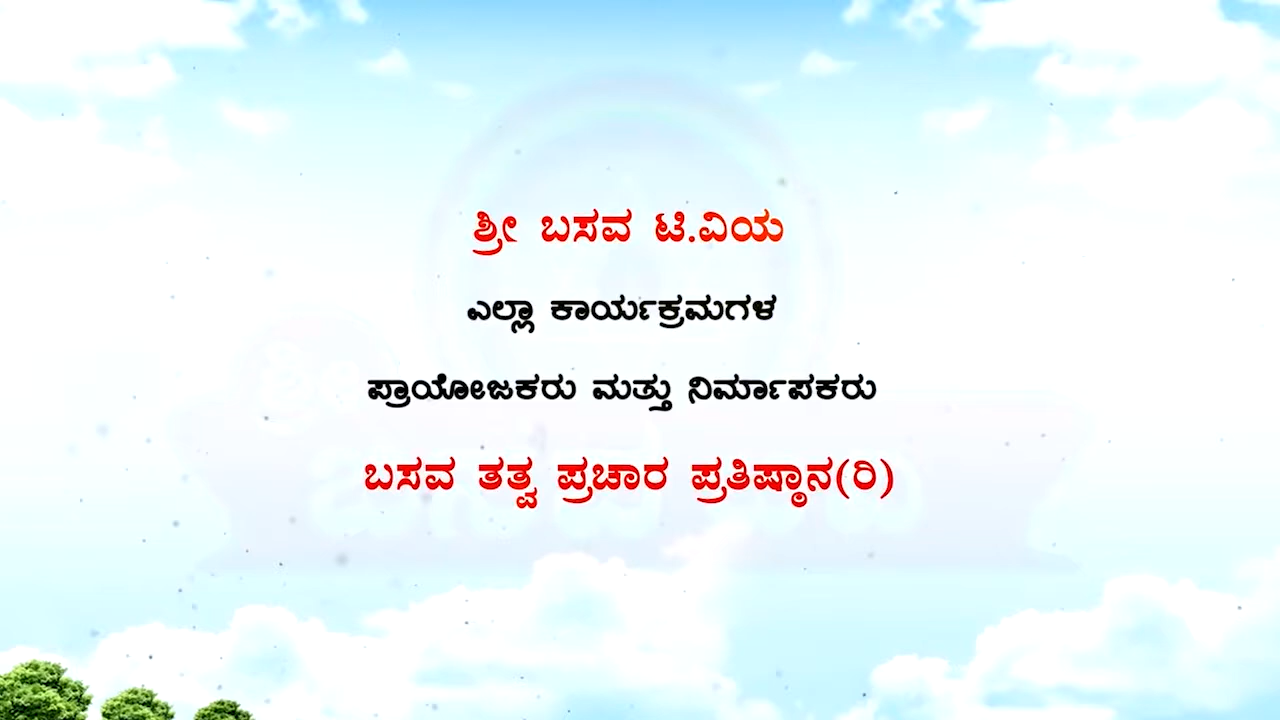 ಶ್ರೀ ಬಸವ ಟಿ.ವಿಯ
ಎಲ್ಲಾ ಕಾರ್ಯಕ್ರಮಗಳ
ಪ್ರಾಯೋಜಕರು ಮತ್ತು ನಿರ್ಮಾಪಕರು
ಬಸವ ತತ್ವ ಪ್ರಚಾರ ಪ್ರತಿಷ್ಠಾನ(ರಿ)